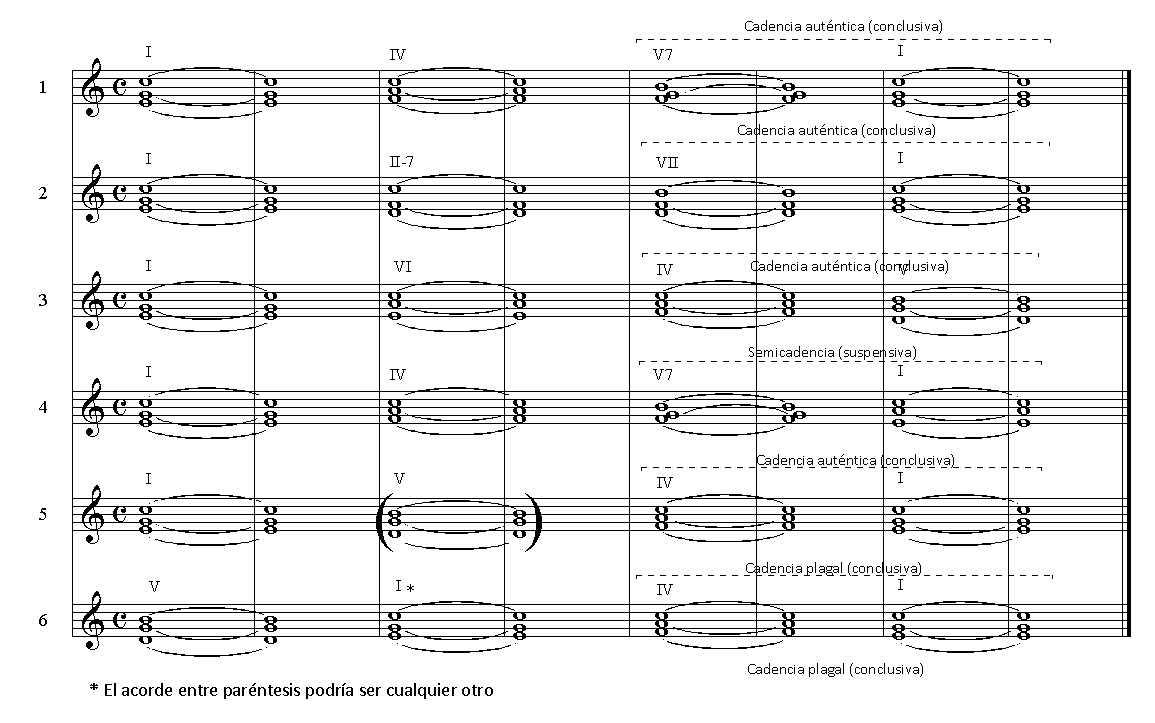 Cadencia auténtica (conclusiva)
I IV V7 I
1
Cadencia auténtica (conclusiva)
I II-7 VII I
2
I VI IV Cadencia auténtica (conclusiva) V
3
Semicadencia (suspensiva)
I IV V7 I
4
Cadencia auténtica (conclusiva)
I V IV I
5
Cadencia plagal (conclusiva)
V I * IV I
6
Cadencia plagal (conclusiva)
* El acorde entre paréntesis podría ser cualquier otro